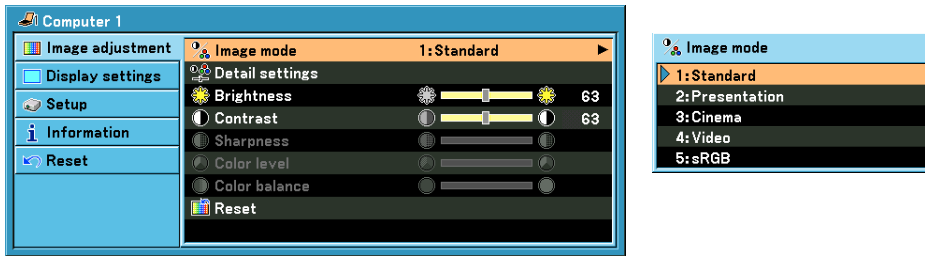 Computer 1
Image adjustment
Display settings
Setup
Information
Reset
Image mode 1:Standard
Detail settings
Brightness 63
Contrast 63
Sharpness
Color level
Color balance
Reset
Image mode
1:Standard
2:Presentation
3:Cinema
4:Video
5:sRGB